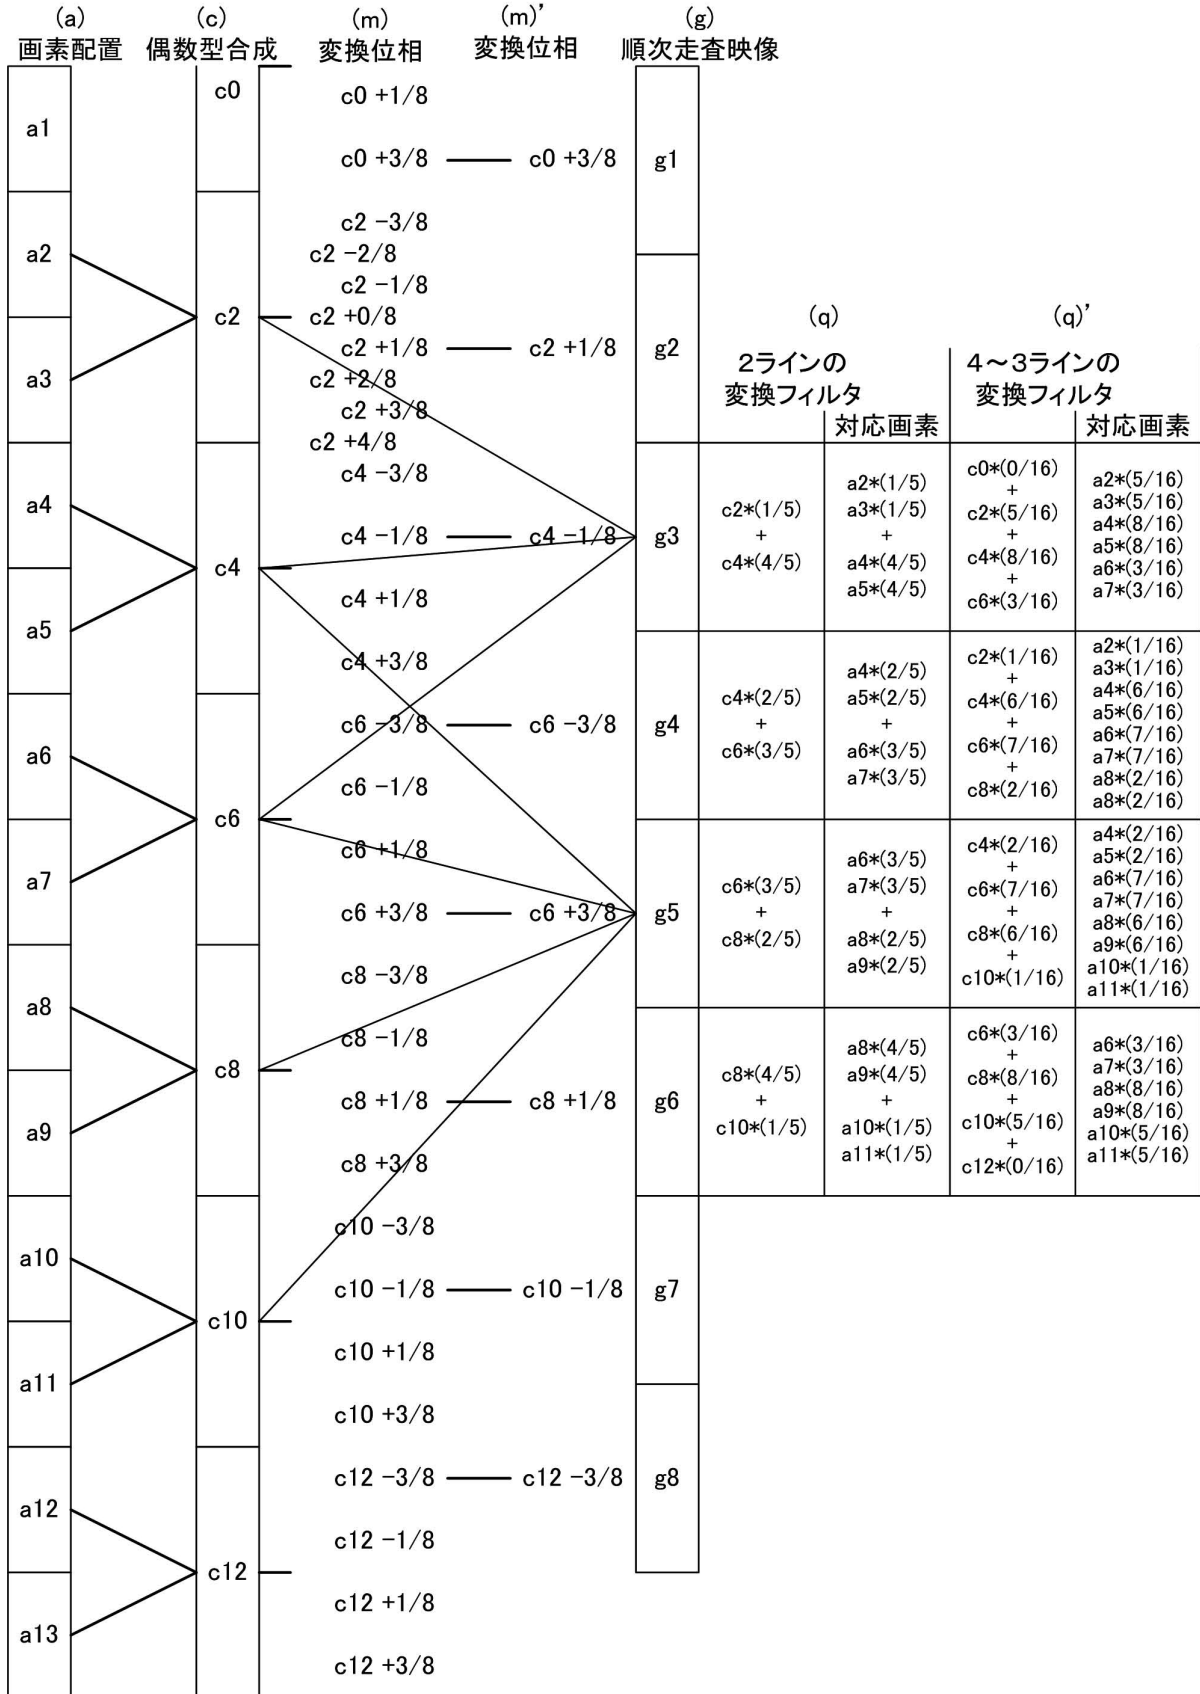 (a)
画素配置
a1
a2
a3
a4
a5
a6
a7
a8
a9
a10
a11
a12
a13
(c)
偶数型合成
c0
c2
c4
c6
c8
c10
c12
(m)
変換位相
c0 +1/8
c0 +3/8
c2 −3/8
c2 −2/8
c2 −1/8
c2 +0/8
c2 +1/8
c2 +2/8
c2 +3/8
c2 +4/8
c4 −3/8
c4 −1/8
c4 +1/8
c4 +3/8
c6 −3/8
c6 −1/8
c6 +1/8
c6 +3/8
c8 −3/8
c8 −1/8
c8 +1/8
c8 +3/8
c10 −3/8
c10 −1/8
c10 +1/8
c10 +3/8
c12 −3/8
c12 −1/8
c12 +1/8
c12 +3/8
(m)’
変換位相
c0 +3/8
c2 +1/8
c4 −1/8
c6 −3/8
c6 +3/8
c8 +1/8
c10 −1/8
c12 −3/8
(g)
順次走査映像
g1
g2
g3
g4
g5
g6
g7
g8
(q)
2ラインの
変換フィルタ
対応画素
c2*(1/5)
+
c4*(4/5)
a2*(1/5)
a3*(1/5)
+
a4*(4/5)
a5*(4/5)
c4*(2/5)
+
c6*(3/5)
a4*(2/5)
a5*(2/5)
+
a6*(3/5)
a7*(3/5)
c6*(3/5)
+
c8*(2/5)
a6*(3/5)
a7*(3/5)
+
a8*(2/5)
a9*(2/5)
c8*(4/5)
+
c10*(1/5)
a8*(4/5)
a9*(4/5)
+
a10*(1/5)
a11*(1/5)
(q)’
4～3ラインの
変換フィルタ
対応画素
c0*(0/16)
+
c2*(5/16)
+
c4*(8/16)
+
c6*(3/16)
a2*(5/16)
a3*(5/16)
a4*(8/16)
a5*(8/16)
a6*(3/16)
a7*(3/16)
c2*(1/16)
+
c4*(6/16)
+
c6*(7/16)
+
c8*(2/16)
a2*(1/16)
a3*(1/16)
a4*(6/16)
a5*(6/16)
a6*(7/16)
a7*(7/16)
a8*(2/16)
a8*(2/16)
c4*(2/16)
+
c6*(7/16)
+
c8*(6/16)
+
c10*(1/16)
a4*(2/16)
a5*(2/16)
a6*(7/16)
a7*(7/16)
a8*(6/16)
a9*(6/16)
a10*(1/16)
a11*(1/16)
c6*(3/16)
+
c8*(8/16)
+
c10*(5/16)
+
c12*(0/16)
a6*(3/16)
a7*(3/16)
a8*(8/16)
a9*(8/16)
a10*(5/16)
a11*(5/16)